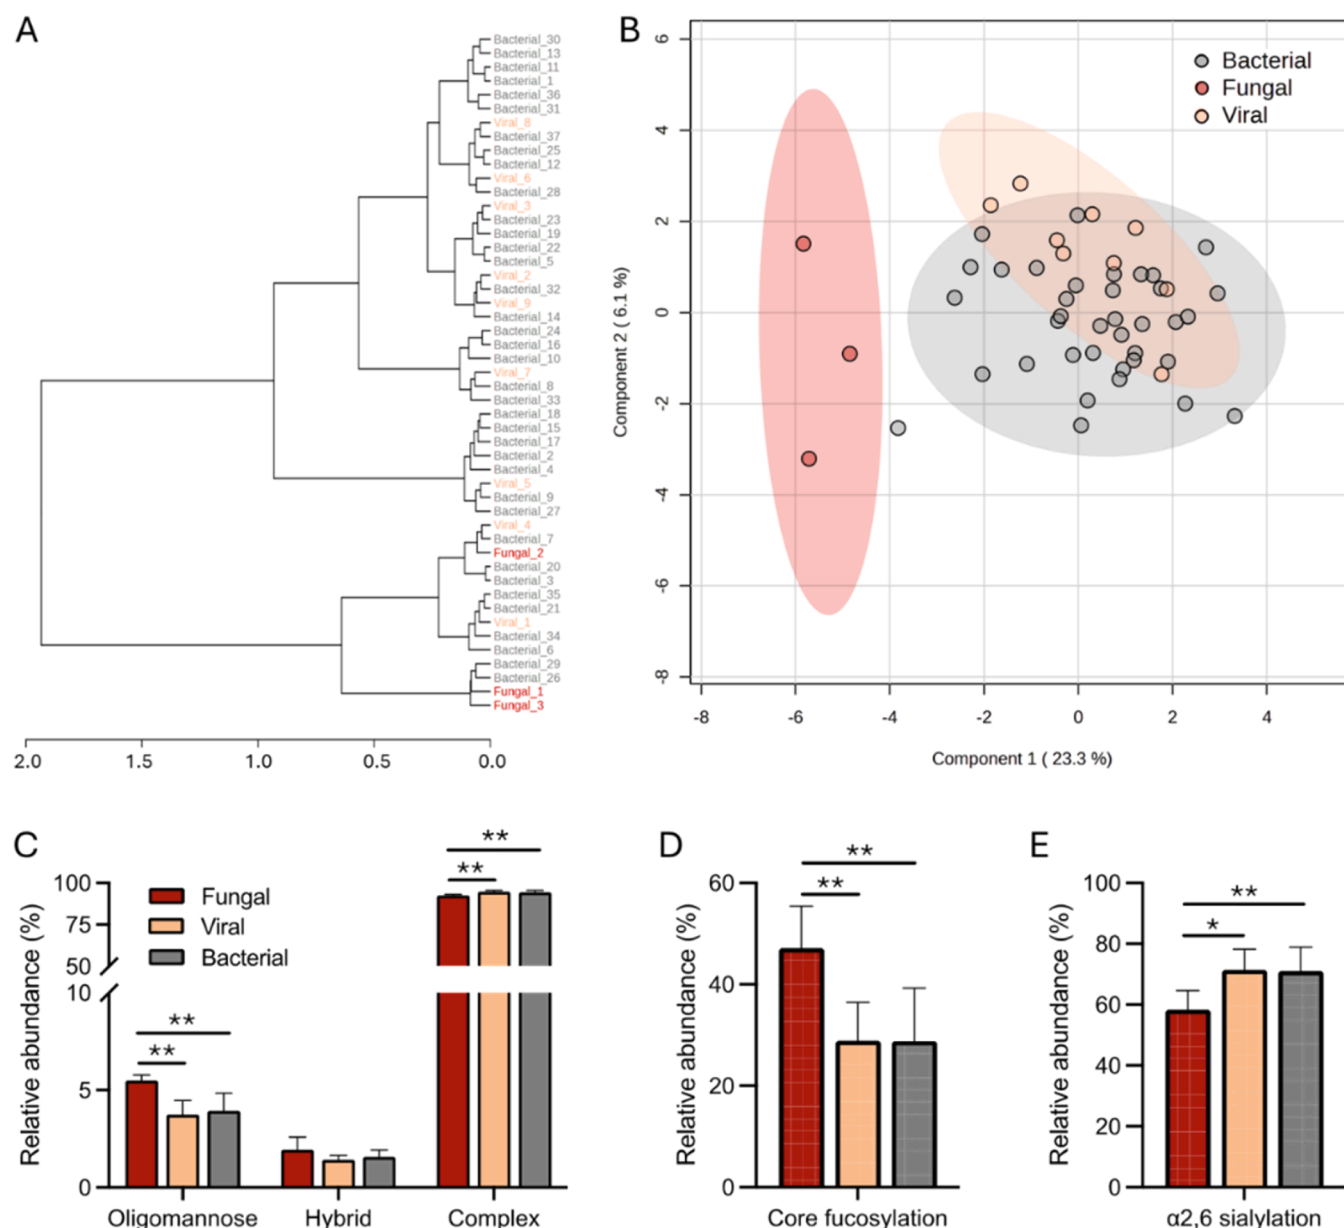 A
Bacterial_30
Bacterial_13
Bacterial_11
Bacterial_1
Bacterial_36
Bacterial_31
Viral_8
Bacterial_37
Bacterial_25
Bacterial_12
Viral_6
Bacterial_28
Viral_3
Bacterial_23
Bacterial_19
Bacterial_22
Bacterial_5
Viral_2
Bacterial_32
Viral_9
Bacterial_14
Bacterial_24
Bacterial_16
Bacterial_10
Viral_7
Bacterial_8
Bacterial_33
Bacterial_18
Bacterial_15
Bacterial_17
Bacterial_2
Bacterial_4
Viral_5
Bacterial_9
Bacterial_27
Viral_4
Bacterial_7
Fungal_2
Bacterial_20
Bacterial_3
Bacterial_35
Bacterial_21
Viral_1
Bacterial_34
Bacterial_6
Bacterial_29
Bacterial_26
Fungal_1
Fungal_3
2.0 1.5 1.0 0.5 0.0
B
Bacterial
Fungal
Viral
Component 2 ( 6.1 %)
6
4
2
0
-2
-4
-6
-8
-8 -6 -4 -2 0 2 4
Component 1 ( 23.3 %)
C
Relative abundance (%)
100
75
50
10
5
0
Fungal
Viral
Bacterial
**
**
**
**
Oligomannose Hybrid Complex
D
Relative abundance (%)
60
40
20
0
**
**
Core fucosylation
E
Relative abundance (%)
100
80
60
40
20
0
**
*
α2,6 sialylation